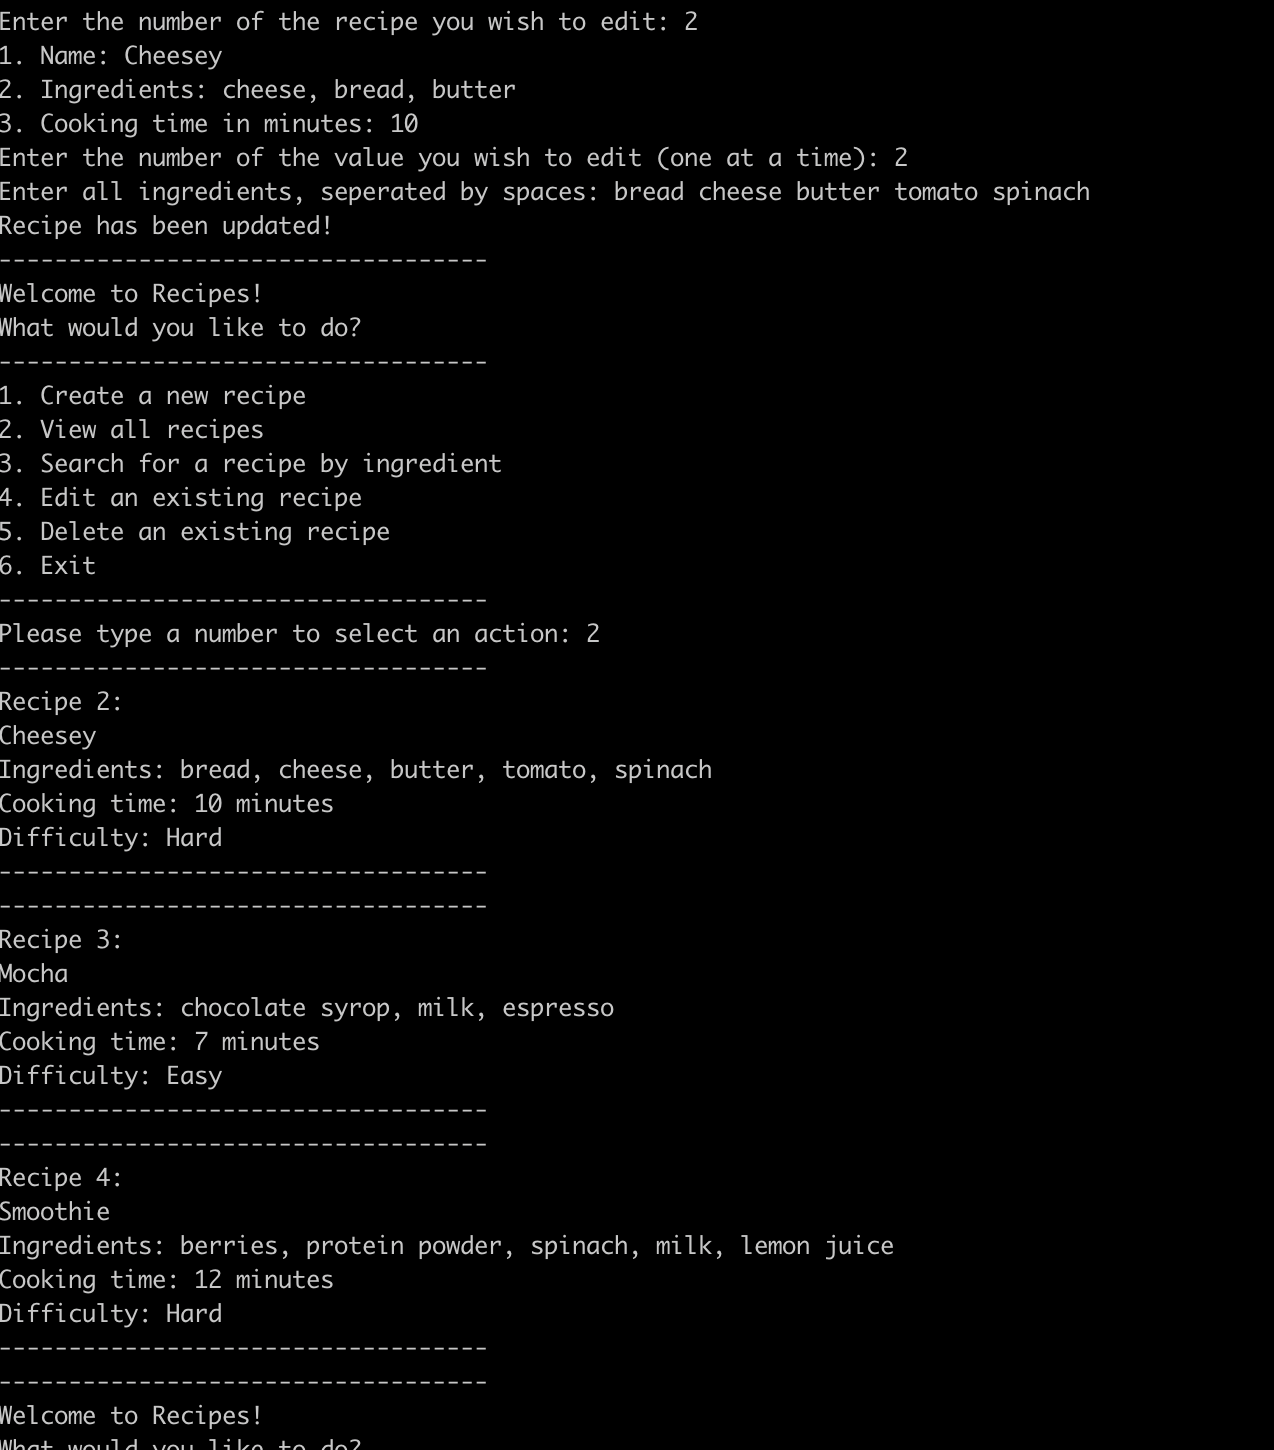 Enter the number of the recipe you wish to edit: 2
1. Name: Cheesey
2. Ingredients: cheese, bread, butter
3. Cooking time in minutes: 10
Enter the number of the value you wish to edit (one at a time): 2
Enter all ingredients, seperated by spaces: bread cheese butter tomato spinach
Recipe has been updated!
-----------------------------------
Welcome to Recipes!
What would you like to do?
-----------------------------------
1. Create a new recipe
2. View all recipes
3. Search for a recipe by ingredient
4. Edit an existing recipe
5. Delete an existing recipe
6. Exit
-----------------------------------
Please type a number to select an action: 2
-----------------------------------
Recipe 2:
Cheesey
Ingredients: bread, cheese, butter, tomato, spinach
Cooking time: 10 minutes
Difficulty: Hard
-----------------------------------
-----------------------------------
Recipe 3:
Mocha
Ingredients: chocolate syrop, milk, espresso
Cooking time: 7 minutes
Difficulty: Easy
-----------------------------------
-----------------------------------
Recipe 4:
Smoothie
Ingredients: berries, protein powder, spinach, milk, lemon juice
Cooking time: 12 minutes
Difficulty: Hard
-----------------------------------
-----------------------------------
Welcome to Recipes!
What would you like to do?